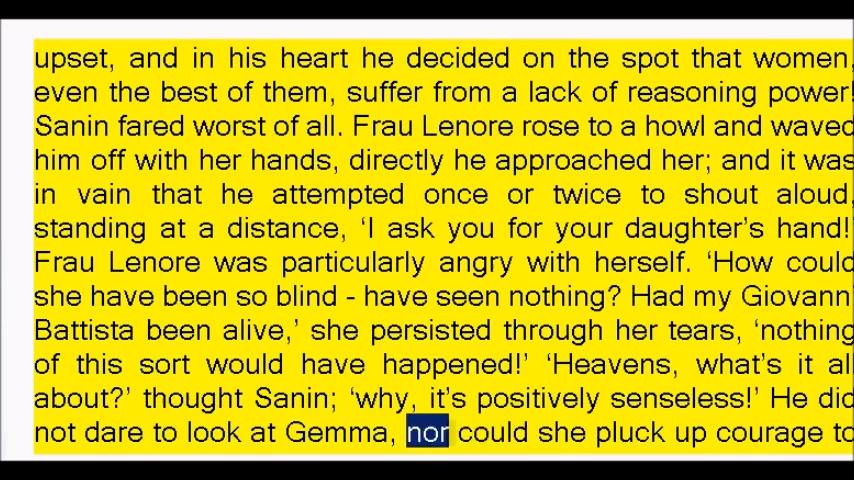 upset, and in his heart he decided on the spot that women,
even the best of them, suffer from a lack of reasoning power!
Sanin fared worst of all. Frau Lenore rose to a howl and waved
him off with her hands, directly he approached her; and it was
in vain that he attempted once or twice to shout aloud,
standing at a distance, ‘I ask you for your daughter’s hand!’
Frau Lenore was particularly angry with herself. ‘How could
she have been so blind - have seen nothing? Had my Giovanni
Battista been alive,’ she persisted through her tears, ‘nothing
of this sort would have happened!’ ‘Heavens, what’s it all
about?’ thought Sanin; ‘why, it’s positively senseless!’ He did
not dare to look at Gemma, nor could she pluck up courage to